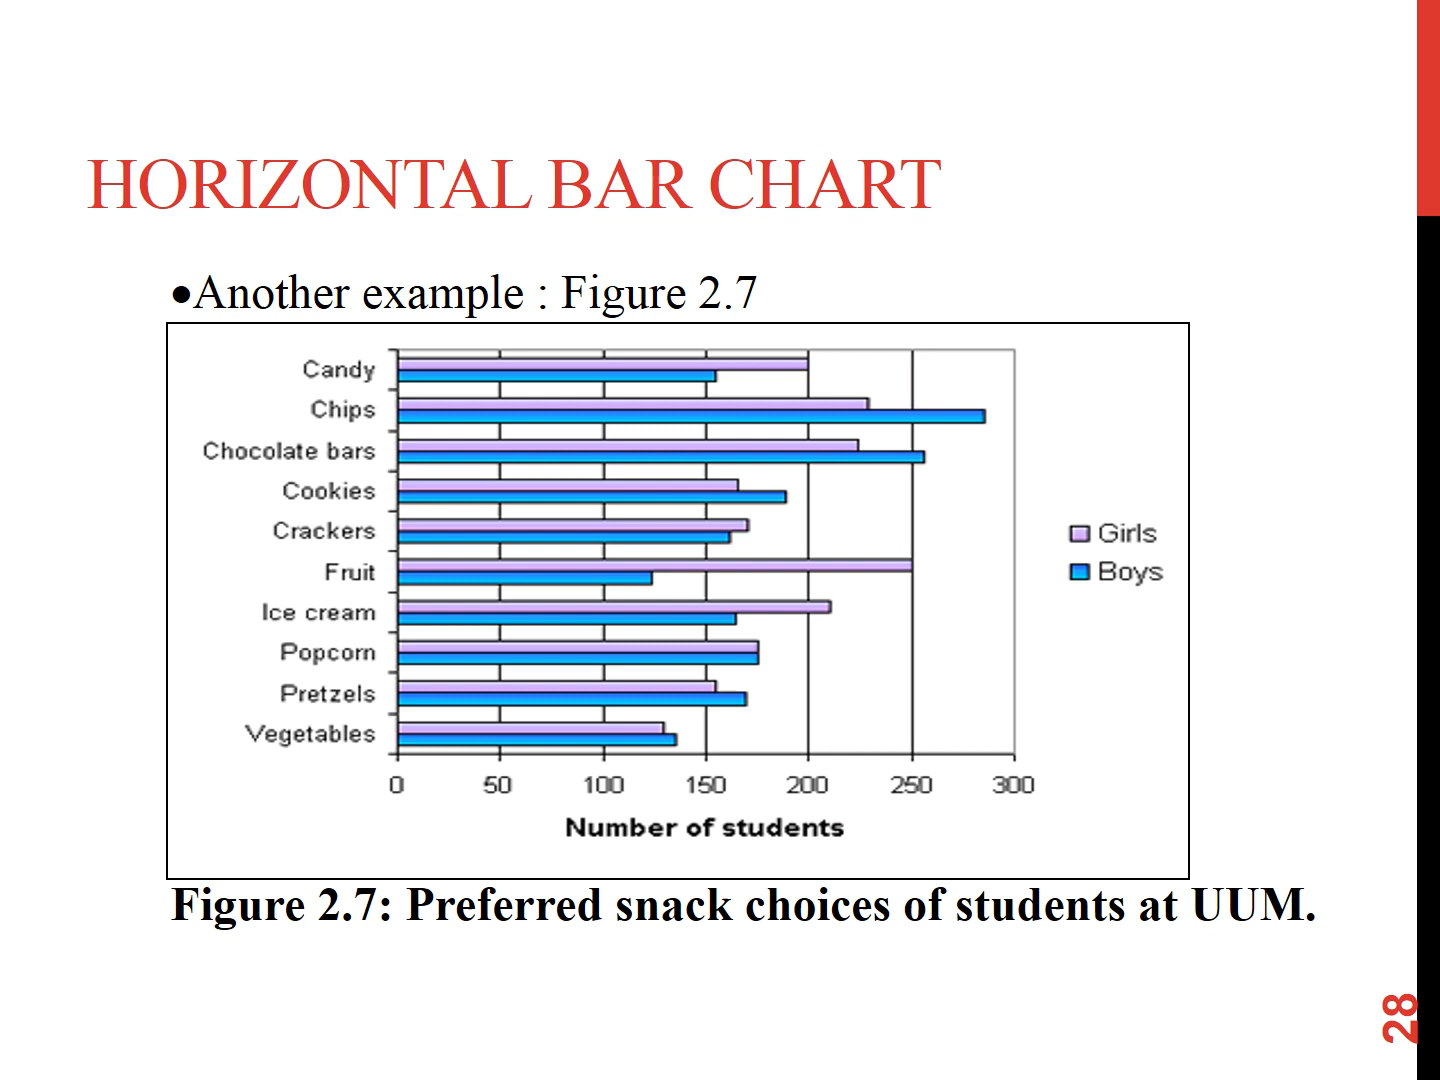 HORIZONTAL BAR CHART
•Another example : Figure 2.7
Candy
Chips
Chocolate bars
Cookies
Crackers
Fruit
Ice cream
Popcorn
Pretzels
Vegetables
Girls
Boys
0 50 100 150 200 250 300
Number of students
Figure 2.7: Preferred snack choices of students at UUM.
28